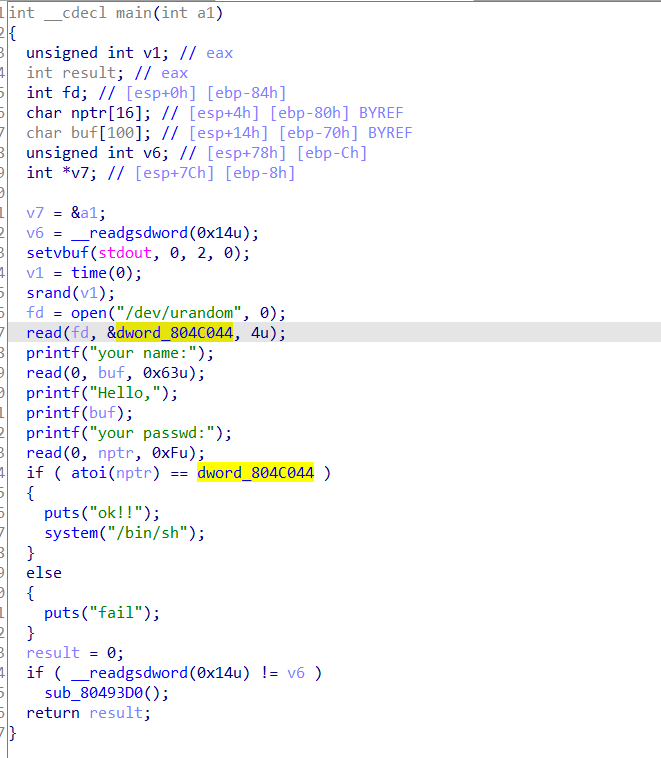 1 int __cdecl main(int a1)
2 {
3   unsigned int v1; // eax
4   int result; // eax
5   int fd; // [esp+0h] [ebp-84h]
6   char nptr[16]; // [esp+4h] [ebp-80h] BYREF
7   char buf[100]; // [esp+14h] [ebp-70h] BYREF
8   unsigned int v6; // [esp+78h] [ebp-Ch]
9   int *v7; // [esp+7Ch] [ebp-8h]
0
1   v7 = &a1;
2   v6 = __readgsdword(0x14u);
3   setvbuf(stdout, 0, 2, 0);
4   v1 = time(0);
5   srand(v1);
6   fd = open("/dev/urandom", 0);
7   read(fd, &dword_804C044, 4u);
8   printf("your name:");
9   read(0, buf, 0x63u);
0   printf("Hello,");
1   printf(buf);
2   printf("your passwd:");
3   read(0, nptr, 0xFu);
4   if ( atoi(nptr) == dword_804C044 )
5   {
6     puts("ok!!");
7     system("/bin/sh");
8   }
9   else
0   {
1     puts("fail");
2   }
3   result = 0;
4   if ( __readgsdword(0x14u) != v6 )
5     sub_80493D0();
6   return result;
7 }